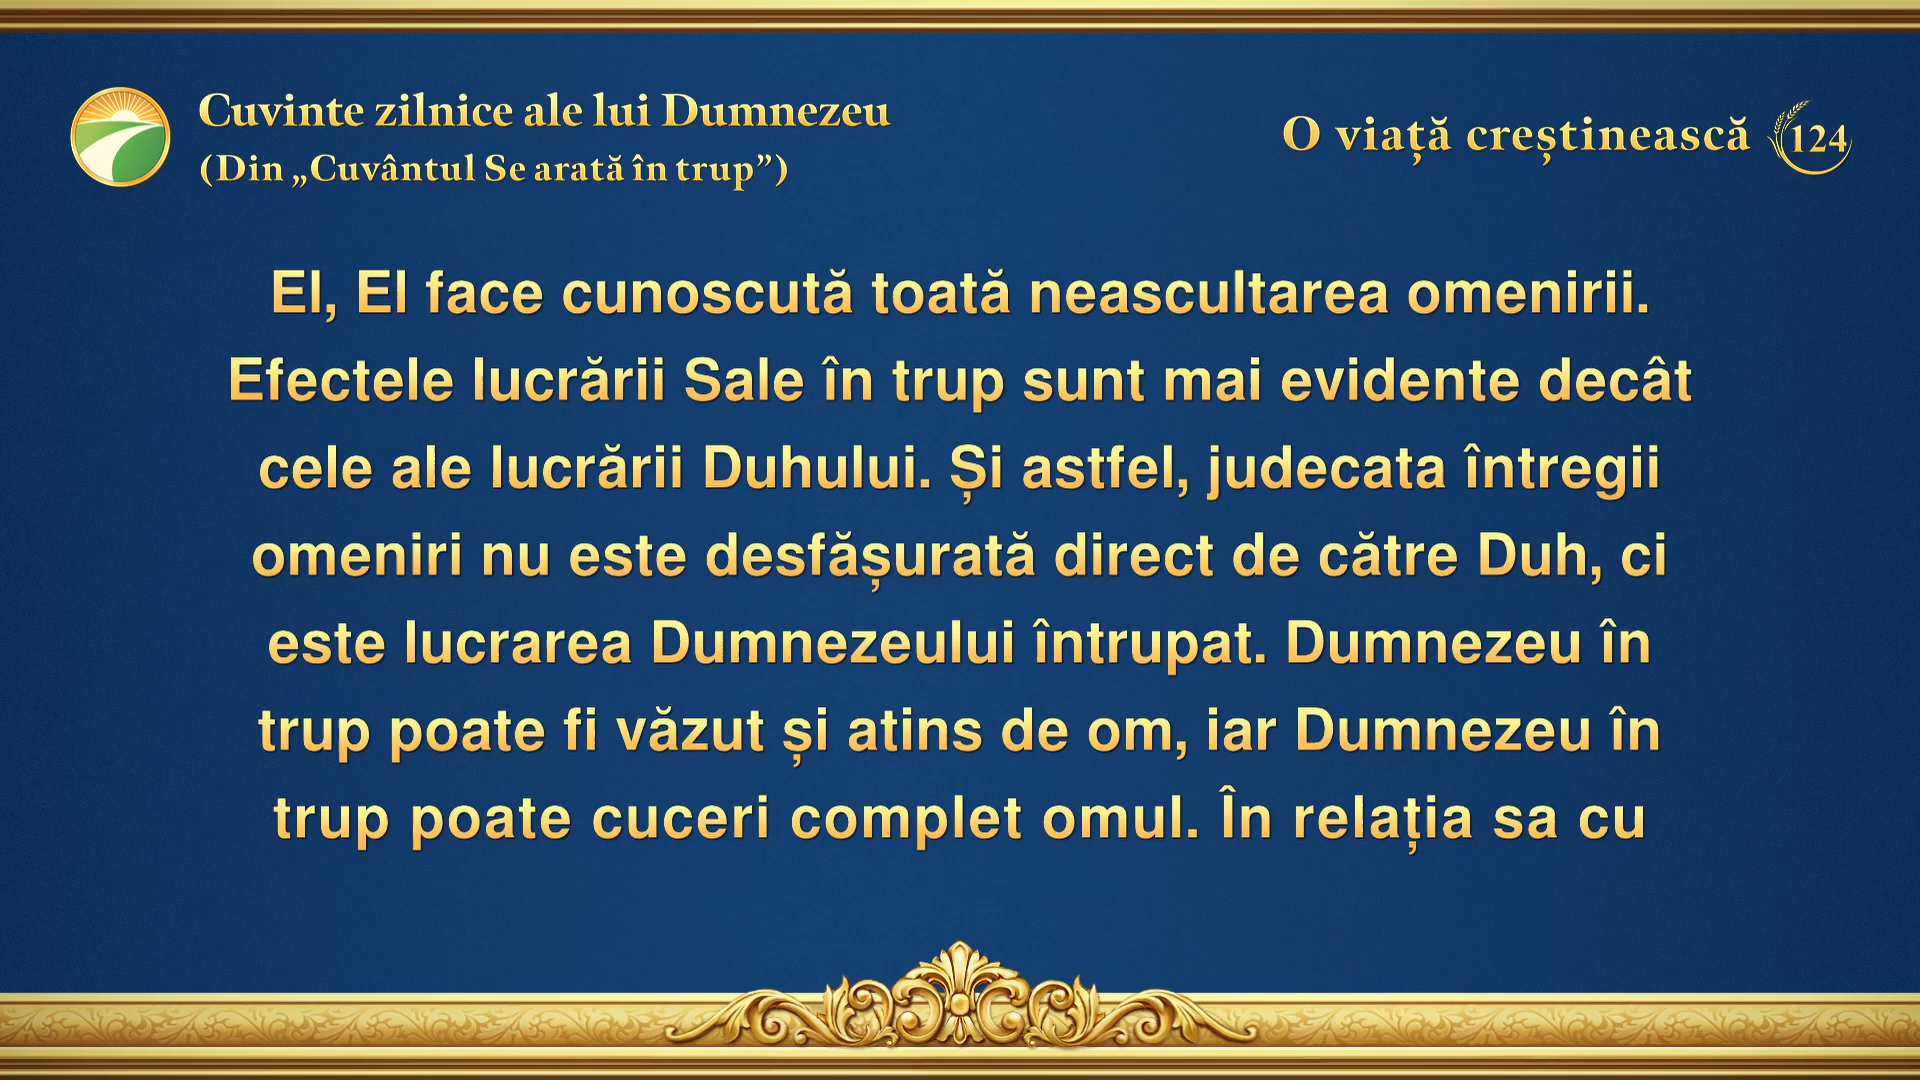 Cuvinte zilnice ale lui Dumnezeu
(Din „Cuvântul Se arată în trup”)
O viață creștinească 124
El, El face cunoscută toată neascultarea omenirii.
Efectele lucrării Sale în trup sunt mai evidente decât
cele ale lucrării Duhului. Și astfel, judecata întregii
omeniri nu este desfășurată direct de către Duh, ci
este lucrarea Dumnezeului întrupat. Dumnezeu în
trup poate fi văzut și atins de om, iar Dumnezeu în
trup poate cuceri complet omul. În relația sa cu